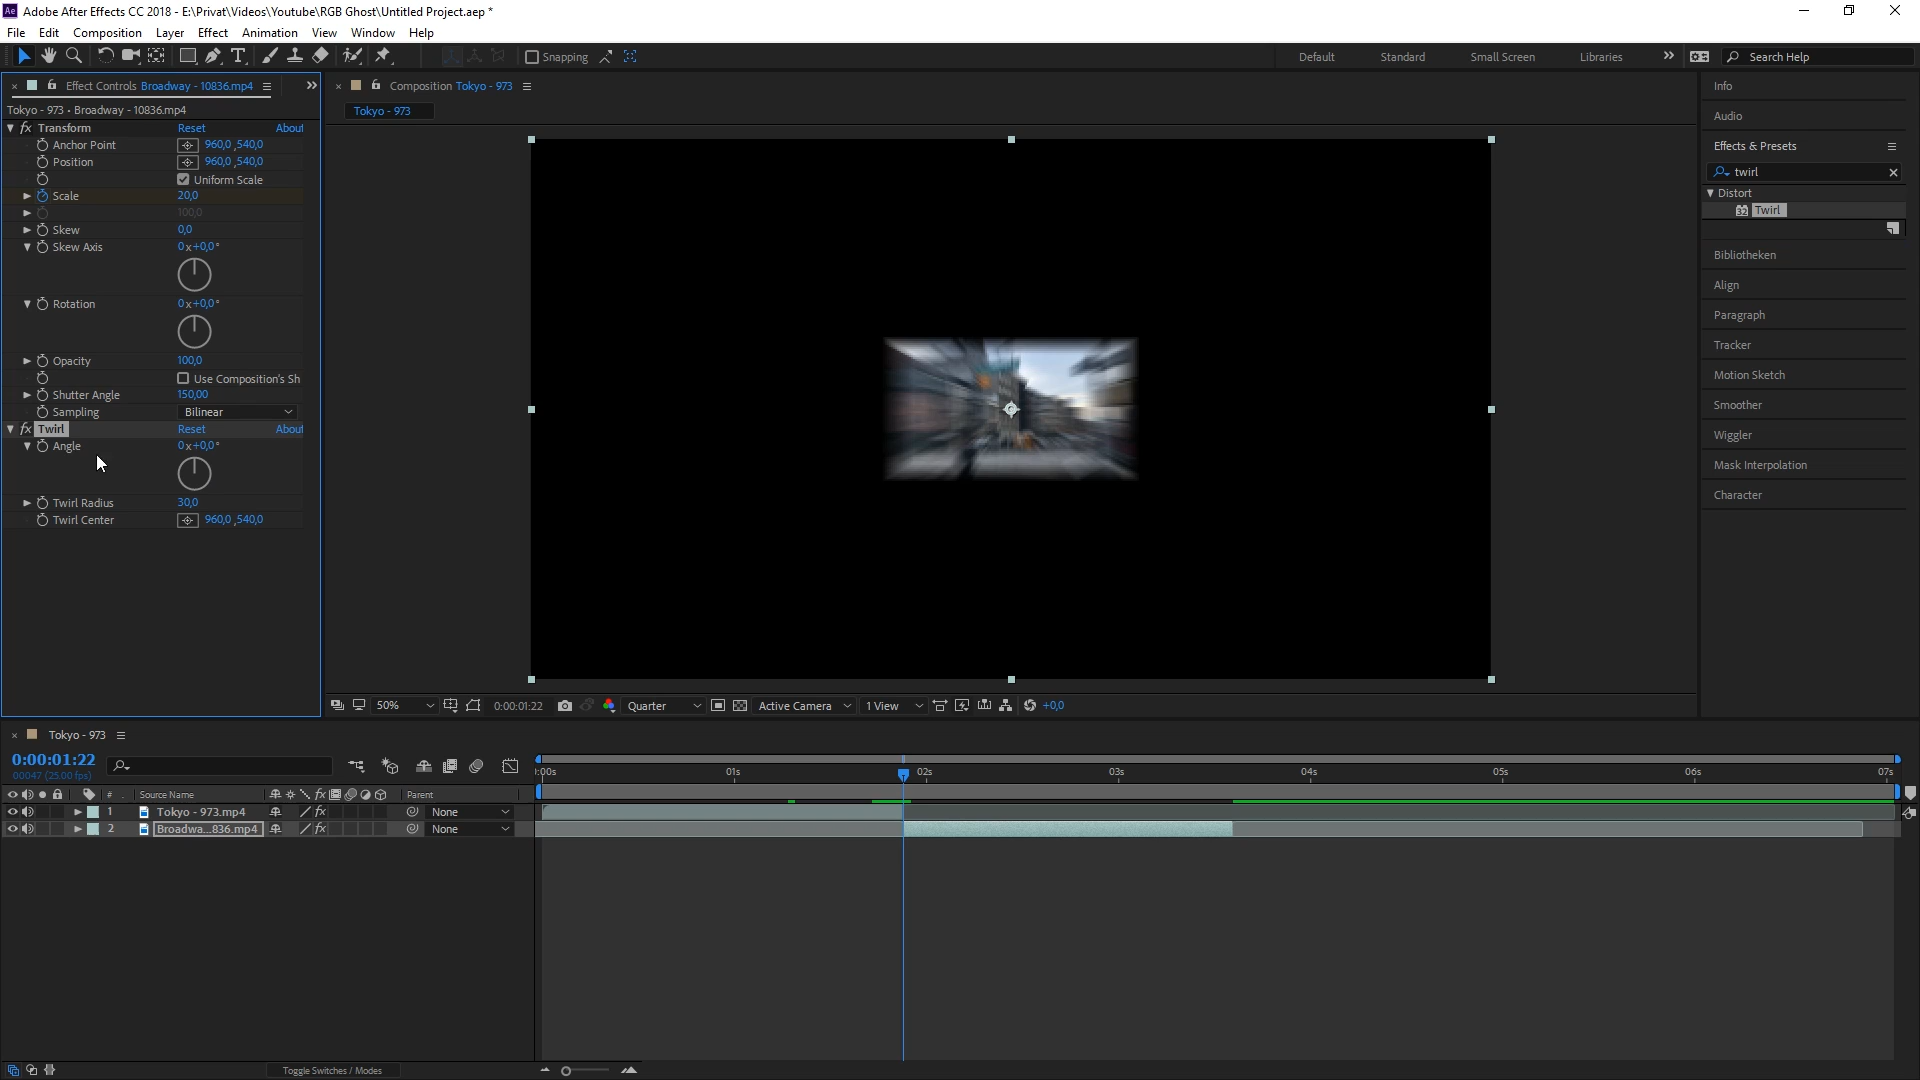 Ae Adobe After Effects CC 2018 - E:\Privat\Videos\Youtube\RGB Ghost\Untitled Project.aep *
File Edit Composition Layer Effect Animation View Window Help
Snapping Default Standard Small Screen Libraries Search Help
Effect Controls Broadway - 10836.mp4
Tokyo - 973 • Broadway - 10836.mp4
fx Transform Reset About
Anchor Point 960,0 ,540,0
Position 960,0 ,540,0
Uniform Scale
Scale 20,0
100,0
Skew 0,0
Skew Axis 0x+0,0°
Rotation 0x+0,0°
Opacity 100,0
Use Composition's Sh
Shutter Angle 150,00
Sampling Bilinear
fx Twirl Reset About
Angle 0x+0,0°
Twirl Radius 30,0
Twirl Center 960,0 ,540,0
Composition Tokyo - 973
Tokyo - 973
50% 0:00:01:22 Quarter Active Camera 1 View +0,0
Info
Audio
Effects & Presets
twirl
Distort
32 Twirl
Bibliotheken
Align
Paragraph
Tracker
Motion Sketch
Smoother
Wiggler
Mask Interpolation
Character
Tokyo - 973
0:00:01:22
00047 (25.00 fps)
):00s 01s 02s 03s 04s 05s 06s 07s
# Source Name fx Parent
1 Tokyo - 973.mp4 fx None
2 Broadwa...836.mp4 fx None
Toggle Switches / Modes